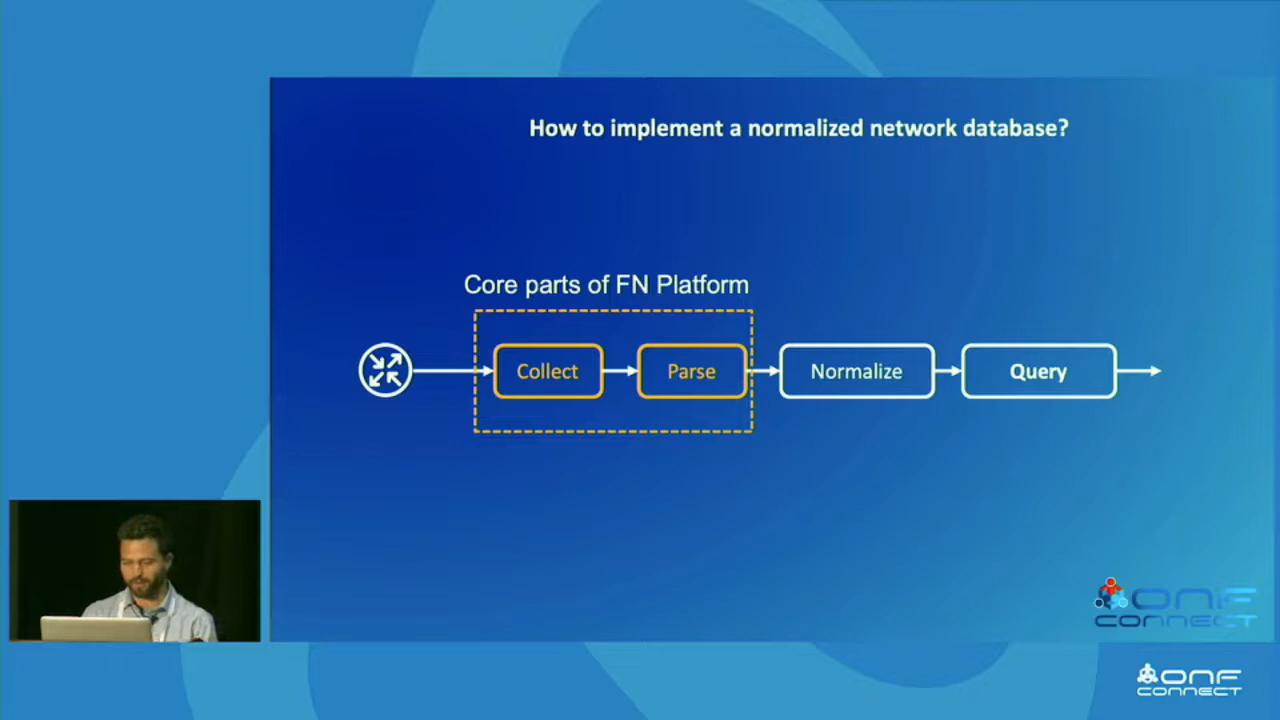 How to implement a normalized network database?
Core parts of FN Platform
Collect
Parse
Normalize
Query
ONF
CONNECT
ONF
CONNECT